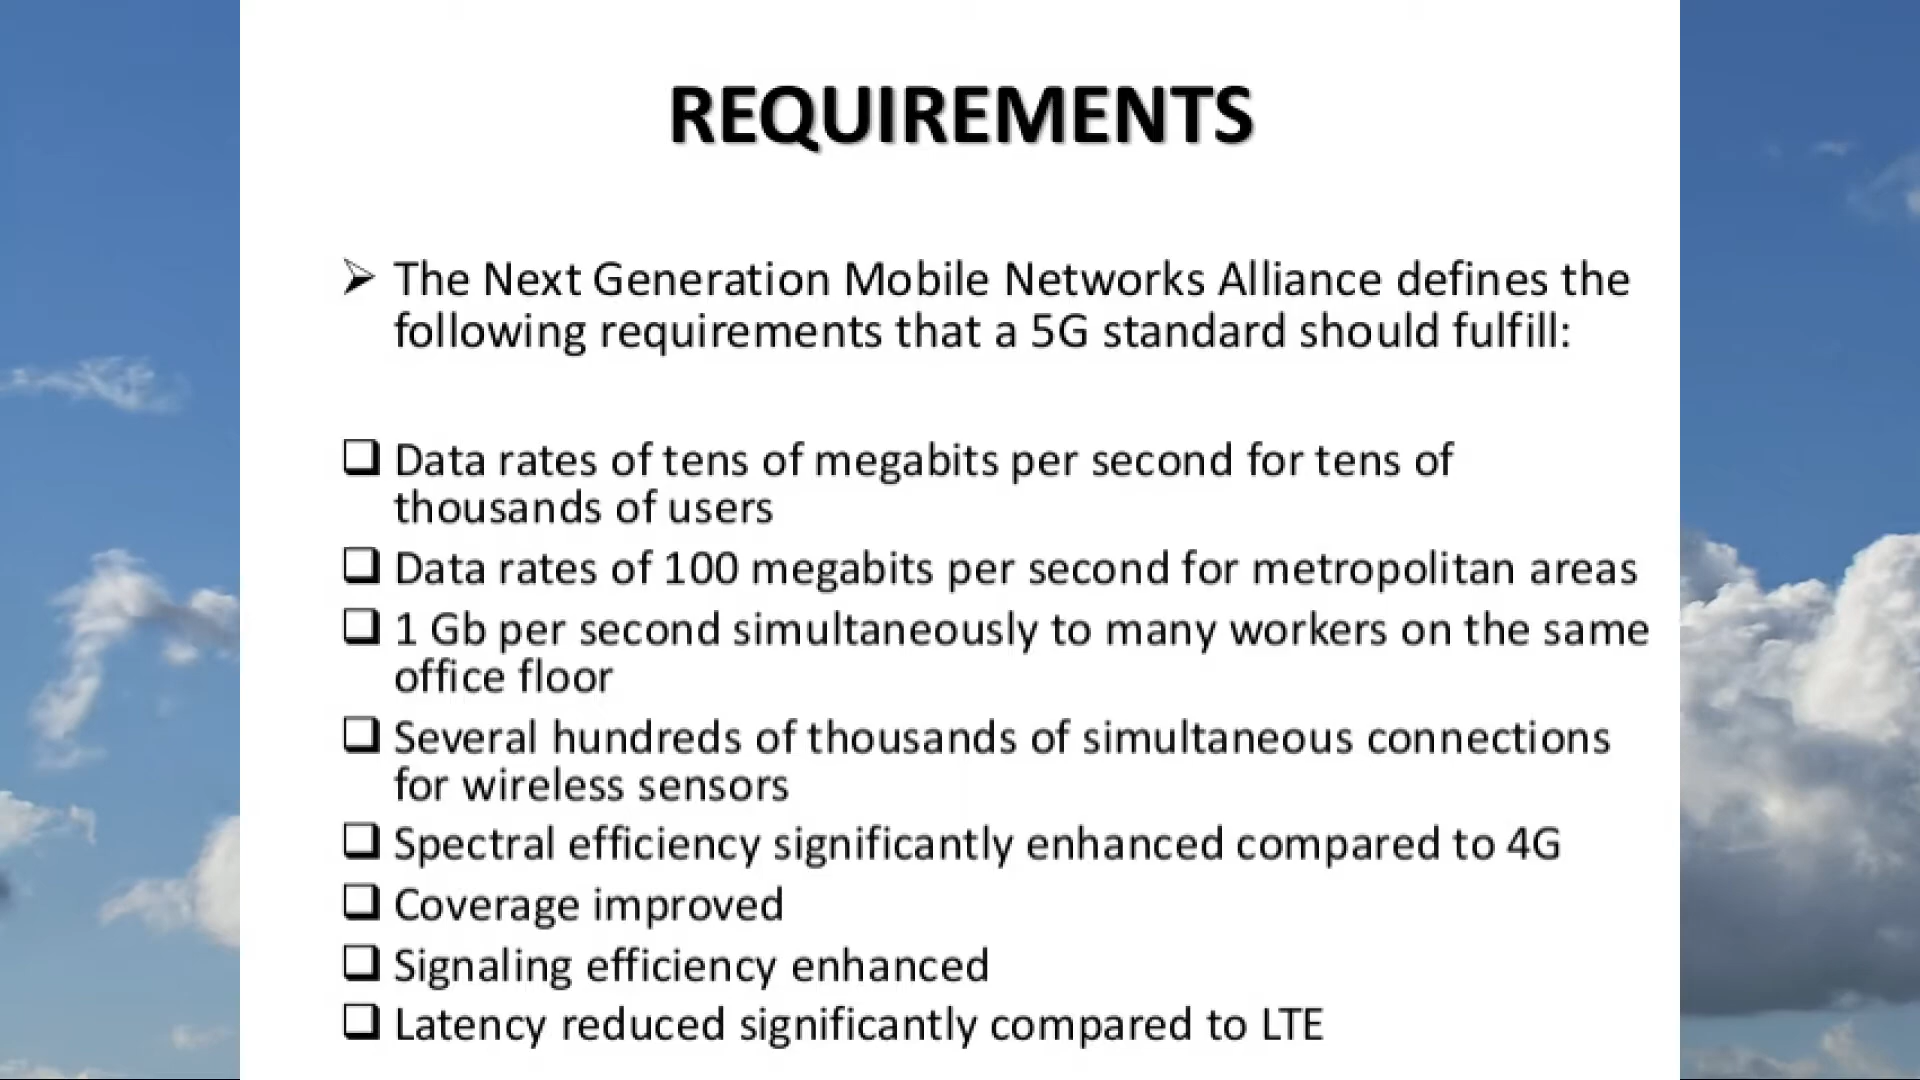 REQUIREMENTS
The Next Generation Mobile Networks Alliance defines the
following requirements that a 5G standard should fulfill:
Data rates of tens of megabits per second for tens of
thousands of users
Data rates of 100 megabits per second for metropolitan areas
1 Gb per second simultaneously to many workers on the same
office floor
Several hundreds of thousands of simultaneous connections
for wireless sensors
Spectral efficiency significantly enhanced compared to 4G
Coverage improved
Signaling efficiency enhanced
Latency reduced significantly compared to LTE